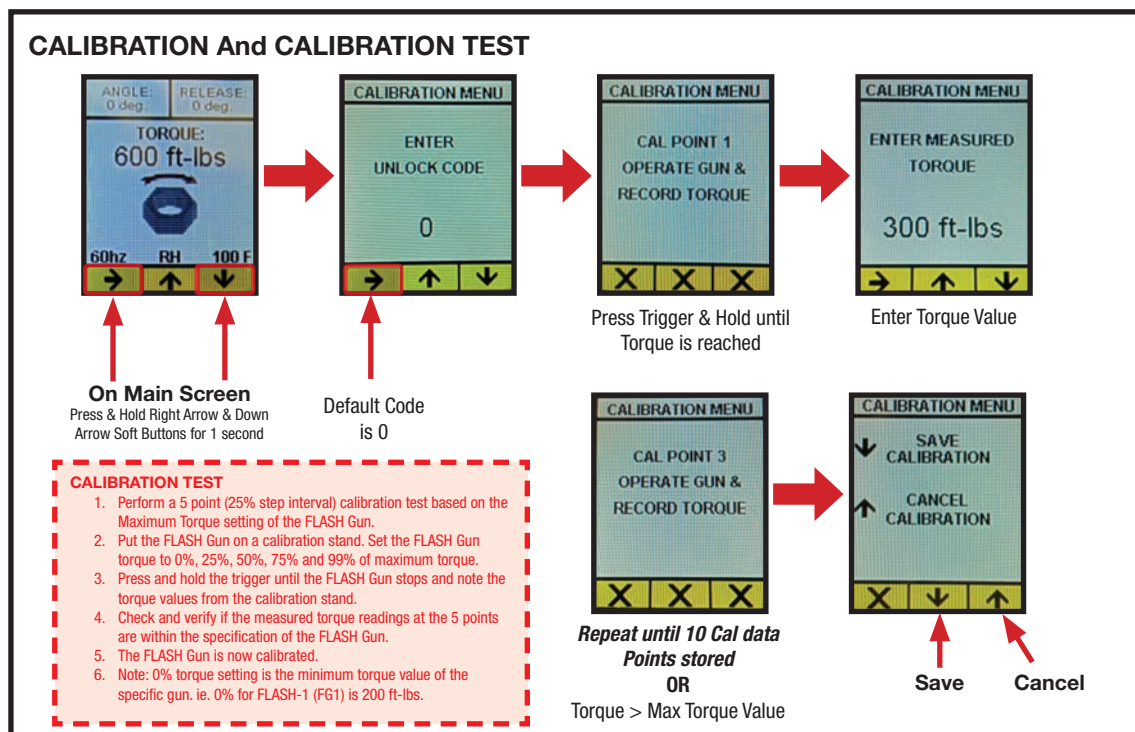 CALIBRATION And CALIBRATION TEST
ANGLE:
0 deg.
RELEASE:
0 deg.
TORQUE:
600 ft-lbs
60hz RH 100 F
CALIBRATION MENU
ENTER
UNLOCK CODE
0
CALIBRATION MENU
CAL POINT 1
OPERATE GUN &
RECORD TORQUE
X X X
CALIBRATION MENU
ENTER MEASURED
TORQUE
300 ft-lbs
On Main Screen
Press & Hold Right Arrow & Down
Arrow Soft Buttons for 1 second
Default Code
is 0
Press Trigger & Hold until
Torque is reached
Enter Torque Value
CALIBRATION TEST
1. Perform a 5 point (25% step interval) calibration test based on the
Maximum Torque setting of the FLASH Gun.
2. Put the FLASH Gun on a calibration stand. Set the FLASH Gun
torque to 0%, 25%, 50%, 75% and 99% of maximum torque.
3. Press and hold the trigger until the FLASH Gun stops and note the
torque values from the calibration stand.
4. Check and verify if the measured torque readings at the 5 points
are within the specification of the FLASH Gun.
5. The FLASH Gun is now calibrated.
6. Note: 0% torque setting is the minimum torque value of the
specific gun. ie. 0% for FLASH-1 (FG1) is 200 ft-lbs.
CALIBRATION MENU
CAL POINT 3
OPERATE GUN &
RECORD TORQUE
X X X
Repeat until 10 Cal data
Points stored
OR
Torque > Max Torque Value
CALIBRATION MENU
SAVE
CALIBRATION
CANCEL
CALIBRATION
X
Save
Cancel